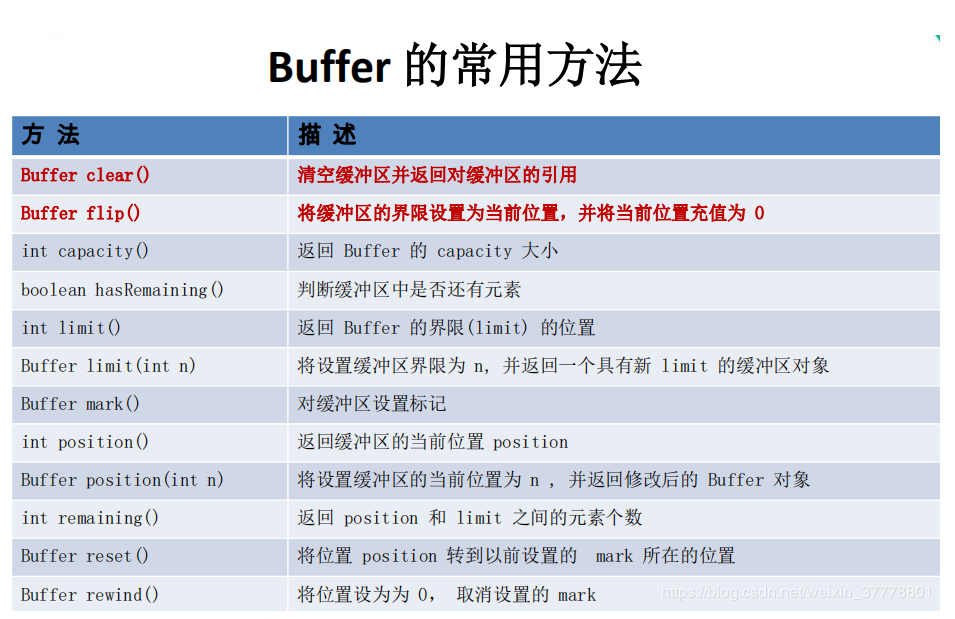 Buffer 的常用方法
方 法 描 述
Buffer clear() 清空缓冲区并返回对缓冲区的引用
Buffer flip() 将缓冲区的界限设置为当前位置，并将当前位置充值为 0
int capacity() 返回 Buffer 的 capacity 大小
boolean hasRemaining() 判断缓冲区中是否还有元素
int limit() 返回 Buffer 的界限(limit) 的位置
Buffer limit(int n) 将设置缓冲区界限为 n, 并返回一个具有新 limit 的缓冲区对象
Buffer mark() 对缓冲区设置标记
int position() 返回缓冲区的当前位置 position
Buffer position(int n) 将设置缓冲区的当前位置为 n , 并返回修改后的 Buffer 对象
int remaining() 返回 position 和 limit 之间的元素个数
Buffer reset() 将位置 position 转到以前设置的 mark 所在的位置
Buffer rewind() 将位置设为为 0， 取消设置的 mark
https://blog.csdn.net/weixin_37778801